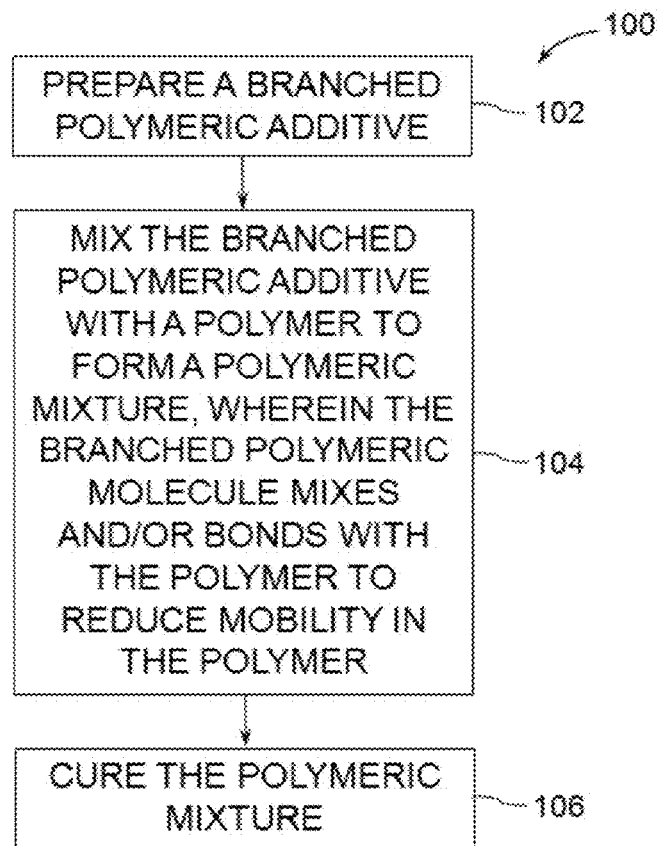 100
PREPARE A BRANCHED
POLYMERIC ADDITIVE
102
MIX THE BRANCHED
POLYMERIC ADDITIVE
WITH A POLYMER TO
FORM A POLYMERIC
MIXTURE, WHEREIN THE
BRANCHED POLYMERIC
MOLECULE MIXES
AND/OR BONDS WITH
THE POLYMER TO
REDUCE MOBILITY IN
THE POLYMER
104
CURE THE POLYMERIC
MIXTURE
106